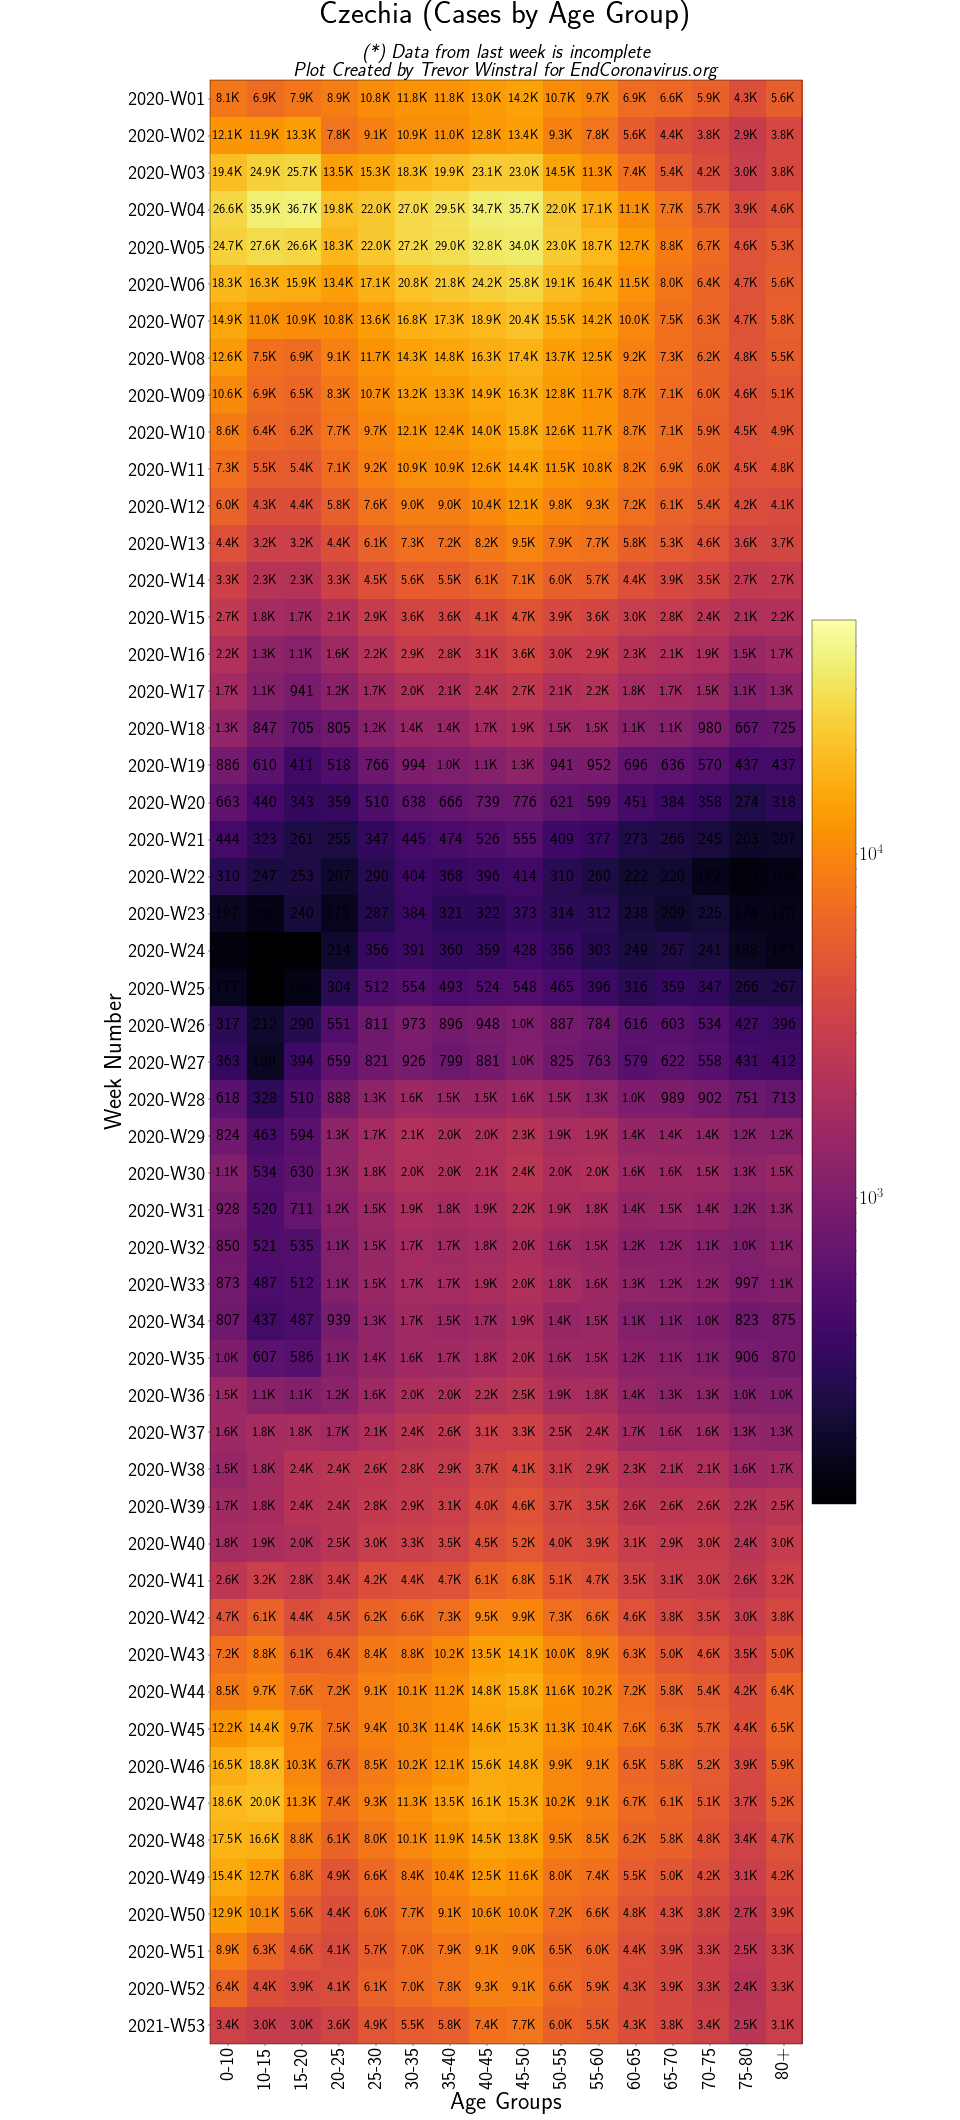 Czechia (Cases by Age Group)
(*) Data from last week is incomplete
Plot Created by Trevor Winstral for EndCoronavirus.org
2020-W01 8.1K 6.9K 7.9K 8.9K 10.8K 11.8K 11.8K 13.0K 14.2K 10.7K 9.7K 6.9K 6.6K 5.9K 4.3K 5.6K
2020-W02 12.1K 11.9K 13.3K 7.8K 9.1K 10.9K 11.0K 12.8K 13.4K 9.3K 7.8K 5.6K 4.4K 3.8K 2.9K 3.8K
2020-W03 19.4K 24.9K 25.7K 13.5K 15.3K 18.3K 19.9K 23.1K 23.0K 14.5K 11.3K 7.4K 5.4K 4.2K 3.0K 3.8K
2020-W04 26.6K 35.9K 36.7K 19.8K 22.0K 27.0K 29.5K 34.7K 35.7K 22.0K 17.1K 11.1K 7.7K 5.7K 3.9K 4.6K
2020-W05 24.7K 27.6K 26.6K 18.3K 22.0K 27.2K 29.0K 32.8K 34.0K 23.0K 18.7K 12.7K 8.8K 6.7K 4.6K 5.3K
2020-W06 18.3K 16.3K 15.9K 13.4K 17.1K 20.8K 21.8K 24.2K 25.8K 19.1K 16.4K 11.5K 8.0K 6.4K 4.7K 5.6K
2020-W07 14.9K 11.0K 10.9K 10.8K 13.6K 16.8K 17.3K 18.9K 20.4K 15.5K 14.2K 10.0K 7.5K 6.3K 4.7K 5.8K
2020-W08 12.6K 7.5K 6.9K 9.1K 11.7K 14.3K 14.8K 16.3K 17.4K 13.7K 12.5K 9.2K 7.3K 6.2K 4.8K 5.5K
2020-W09 10.6K 6.9K 6.5K 8.3K 10.7K 13.2K 13.3K 14.9K 16.3K 12.8K 11.7K 8.7K 7.1K 6.0K 4.6K 5.1K
2020-W10 8.6K 6.4K 6.2K 7.7K 9.7K 12.1K 12.4K 14.0K 15.8K 12.6K 11.7K 8.7K 7.1K 5.9K 4.5K 4.9K
2020-W11 7.3K 5.5K 5.4K 7.1K 9.2K 10.9K 10.9K 12.6K 14.4K 11.5K 10.8K 8.2K 6.9K 6.0K 4.5K 4.8K
2020-W12 6.0K 4.3K 4.4K 5.8K 7.6K 9.0K 9.0K 10.4K 12.1K 9.8K 9.3K 7.2K 6.1K 5.4K 4.2K 4.1K
2020-W13 4.4K 3.2K 3.2K 4.4K 6.1K 7.3K 7.2K 8.2K 9.5K 7.9K 7.7K 5.8K 5.3K 4.6K 3.6K 3.7K
2020-W14 3.3K 2.3K 2.3K 3.3K 4.5K 5.6K 5.5K 6.1K 7.1K 6.0K 5.7K 4.4K 3.9K 3.5K 2.7K 2.7K
2020-W15 2.7K 1.8K 1.7K 2.1K 2.9K 3.6K 3.6K 4.1K 4.7K 3.9K 3.6K 3.0K 2.8K 2.4K 2.1K 2.2K
2020-W16 2.2K 1.3K 1.1K 1.6K 2.2K 2.9K 2.8K 3.1K 3.6K 3.0K 2.9K 2.3K 2.1K 1.9K 1.5K 1.7K
2020-W17 1.7K 1.1K 941 1.2K 1.7K 2.0K 2.1K 2.4K 2.7K 2.1K 2.2K 1.8K 1.7K 1.5K 1.1K 1.3K
2020-W18 1.3K 847 705 805 1.2K 1.4K 1.4K 1.7K 1.9K 1.5K 1.5K 1.1K 1.1K 980 667 725
2020-W19 886 610 411 518 766 994 1.0K 1.1K 1.3K 941 952 696 636 570 437 437
2020-W20 663 440 343 359 510 638 666 739 776 621 599 451 384 358 274 318
2020-W21 444 323 261 255 347 445 474 526 555 409 377 273 266 245 203 207
2020-W22 310 247 253 207 290 404 368 396 414 310 260 222 220 172
2020-W23 187 240 175 287 384 321 322 373 314 312 238 209 225 174 170
2020-W24 214 356 391 360 359 428 356 303 249 267 241 188 173
2020-W25 177 304 512 554 493 524 548 465 396 316 359 347 266 267
2020-W26 317 212 290 551 811 973 896 948 1.0K 887 784 616 603 534 427 396
2020-W27 363 189 394 659 821 926 799 881 1.0K 825 763 579 622 558 431 412
2020-W28 618 328 510 888 1.3K 1.6K 1.5K 1.5K 1.6K 1.5K 1.3K 1.0K 989 902 751 713
2020-W29 824 463 594 1.3K 1.7K 2.1K 2.0K 2.0K 2.3K 1.9K 1.9K 1.4K 1.4K 1.4K 1.2K 1.2K
2020-W30 1.1K 534 630 1.3K 1.8K 2.0K 2.0K 2.1K 2.4K 2.0K 2.0K 1.6K 1.6K 1.5K 1.3K 1.5K
2020-W31 928 520 711 1.2K 1.5K 1.9K 1.8K 1.9K 2.2K 1.9K 1.8K 1.4K 1.5K 1.4K 1.2K 1.3K
2020-W32 850 521 535 1.1K 1.5K 1.7K 1.7K 1.8K 2.0K 1.6K 1.5K 1.2K 1.2K 1.1K 1.0K 1.1K
2020-W33 873 487 512 1.1K 1.5K 1.7K 1.7K 1.9K 2.0K 1.8K 1.6K 1.3K 1.2K 1.2K 997 1.1K
2020-W34 807 437 487 939 1.3K 1.7K 1.5K 1.7K 1.9K 1.4K 1.5K 1.1K 1.1K 1.0K 823 875
2020-W35 1.0K 607 586 1.1K 1.4K 1.6K 1.7K 1.8K 2.0K 1.6K 1.5K 1.2K 1.1K 1.1K 906 870
2020-W36 1.5K 1.1K 1.1K 1.2K 1.6K 2.0K 2.0K 2.2K 2.5K 1.9K 1.8K 1.4K 1.3K 1.3K 1.0K 1.0K
2020-W37 1.6K 1.8K 1.8K 1.7K 2.1K 2.4K 2.6K 3.1K 3.3K 2.5K 2.4K 1.7K 1.6K 1.6K 1.3K 1.3K
2020-W38 1.5K 1.8K 2.4K 2.4K 2.6K 2.8K 2.9K 3.7K 4.1K 3.1K 2.9K 2.3K 2.1K 2.1K 1.6K 1.7K
2020-W39 1.7K 1.8K 2.4K 2.4K 2.8K 2.9K 3.1K 4.0K 4.6K 3.7K 3.5K 2.6K 2.6K 2.6K 2.2K 2.5K
2020-W40 1.8K 1.9K 2.0K 2.5K 3.0K 3.3K 3.5K 4.5K 5.2K 4.0K 3.9K 3.1K 2.9K 3.0K 2.4K 3.0K
2020-W41 2.6K 3.2K 2.8K 3.4K 4.2K 4.4K 4.7K 6.1K 6.8K 5.1K 4.7K 3.5K 3.1K 3.0K 2.6K 3.2K
2020-W42 4.7K 6.1K 4.4K 4.5K 6.2K 6.6K 7.3K 9.5K 9.9K 7.3K 6.6K 4.6K 3.8K 3.5K 3.0K 3.8K
2020-W43 7.2K 8.8K 6.1K 6.4K 8.4K 8.8K 10.2K 13.5K 14.1K 10.0K 8.9K 6.3K 5.0K 4.6K 3.5K 5.0K
2020-W44 8.5K 9.7K 7.6K 7.2K 9.1K 10.1K 11.2K 14.8K 15.8K 11.6K 10.2K 7.2K 5.8K 5.4K 4.2K 6.4K
2020-W45 12.2K 14.4K 9.7K 7.5K 9.4K 10.3K 11.4K 14.6K 15.3K 11.3K 10.4K 7.6K 6.3K 5.7K 4.4K 6.5K
2020-W46 16.5K 18.8K 10.3K 6.7K 8.5K 10.2K 12.1K 15.6K 14.8K 9.9K 9.1K 6.5K 5.8K 5.2K 3.9K 5.9K
2020-W47 18.6K 20.0K 11.3K 7.4K 9.3K 11.3K 13.5K 16.1K 15.3K 10.2K 9.1K 6.7K 6.1K 5.1K 3.7K 5.2K
2020-W48 17.5K 16.6K 8.8K 6.1K 8.0K 10.1K 11.9K 14.5K 13.8K 9.5K 8.5K 6.2K 5.8K 4.8K 3.4K 4.7K
2020-W49 15.4K 12.7K 6.8K 4.9K 6.6K 8.4K 10.4K 12.5K 11.6K 8.0K 7.4K 5.5K 5.0K 4.2K 3.1K 4.2K
2020-W50 12.9K 10.1K 5.6K 4.4K 6.0K 7.7K 9.1K 10.6K 10.0K 7.2K 6.6K 4.8K 4.3K 3.8K 2.7K 3.9K
2020-W51 8.9K 6.3K 4.6K 4.1K 5.7K 7.0K 7.9K 9.1K 9.0K 6.5K 6.0K 4.4K 3.9K 3.3K 2.5K 3.3K
2020-W52 6.4K 4.4K 3.9K 4.1K 6.1K 7.0K 7.8K 9.3K 9.1K 6.6K 5.9K 4.3K 3.9K 3.3K 2.4K 3.3K
2021-W53 3.4K 3.0K 3.0K 3.6K 4.9K 5.5K 5.8K 7.4K 7.7K 6.0K 5.5K 4.3K 3.8K 3.4K 2.5K 3.1K
0-10 10-15 15-20 20-25 25-30 30-35 35-40 40-45 45-50 50-55 55-60 60-65 65-70 70-75 75-80 80+
Age Groups
Week Number
10⁴
10³